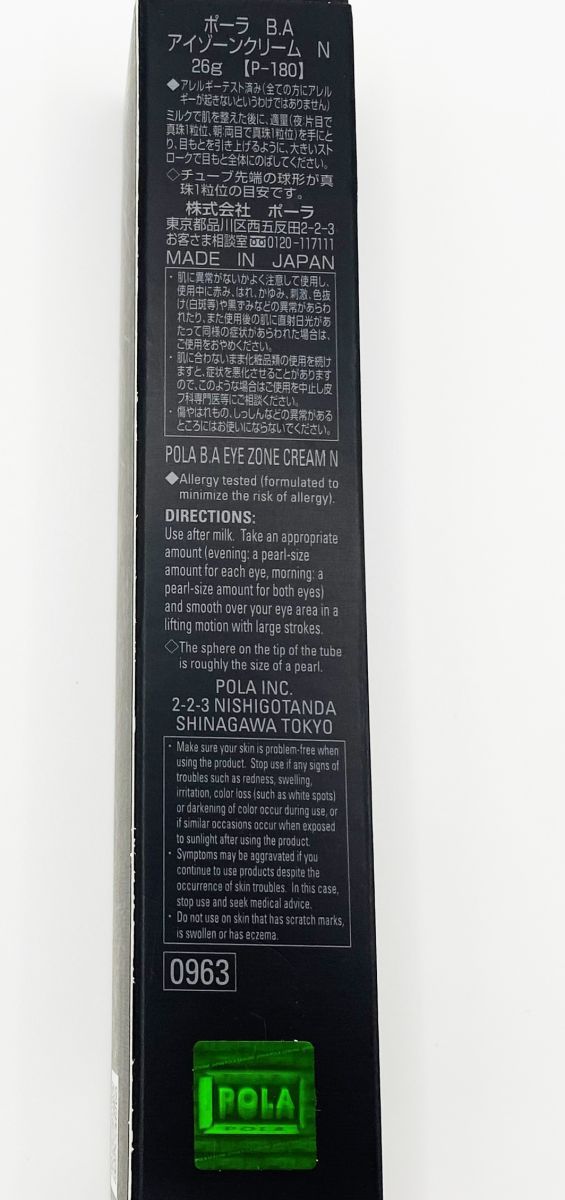 ポーラ B.A
アイゾーンクリーム N
26g 【P-180】
◆アレルギーテスト済み(全ての方にアレル
ギーが起きないというわけではありません)
ミルクで肌を整えた後に、適量(夜:片目で
真珠1粒位、朝:両目で真珠1粒位)を手にと
り、目もとを引き上げるように、大きいスト
ロークで目もと全体にのばしてください。
◇チューブ先端の球形が真
珠1粒位の目安です。
株式会社 ポーラ
東京都品川区西五反田2-2-3
お客さま相談室 0120-117111
MADE IN JAPAN
・肌に異常がないかよく注意して使用し、
使用中に赤み、はれ、かゆみ、刺激、色抜
け(白斑等)や黒ずみなどの異常があらわ
れたり、また使用後の肌に直射日光があ
たって同様の症状があらわれた場合は、
ご使用をおやめください。
・肌に合わないまま化粧品類の使用を続け
ますと、症状を悪化させることがあります
ので、このような場合はご使用を中止し皮
フ科専門医等にご相談ください。
・傷やはれもの、しっしんなどの異常がある
ところにはお使いにならないでください。
POLA B.A EYE ZONE CREAM N
◆Allergy tested (formulated to
minimize the risk of allergy).
DIRECTIONS:
Use after milk. Take an appropriate
amount (evening: a pearl-size
amount for each eye, morning: a
pearl-size amount for both eyes)
and smooth over your eye area in a
lifting motion with large strokes.
◇The sphere on the tip of the tube
is roughly the size of a pearl.
POLA INC.
2-2-3 NISHIGOTANDA
SHINAGAWA TOKYO
・Make sure your skin is problem-free when
using the product. Stop use if any signs of
troubles such as redness, swelling,
irritation, color loss (such as white spots)
or darkening of color occur during use, or
if similar occasions occur when exposed
to sunlight after using the product.
・Symptoms may be aggravated if you
continue to use products despite the
occurrence of skin troubles. In this case,
stop use and seek medical advice.
・Do not use on skin that has scratch marks,
is swollen or has eczema.
0963
POLA
POLA